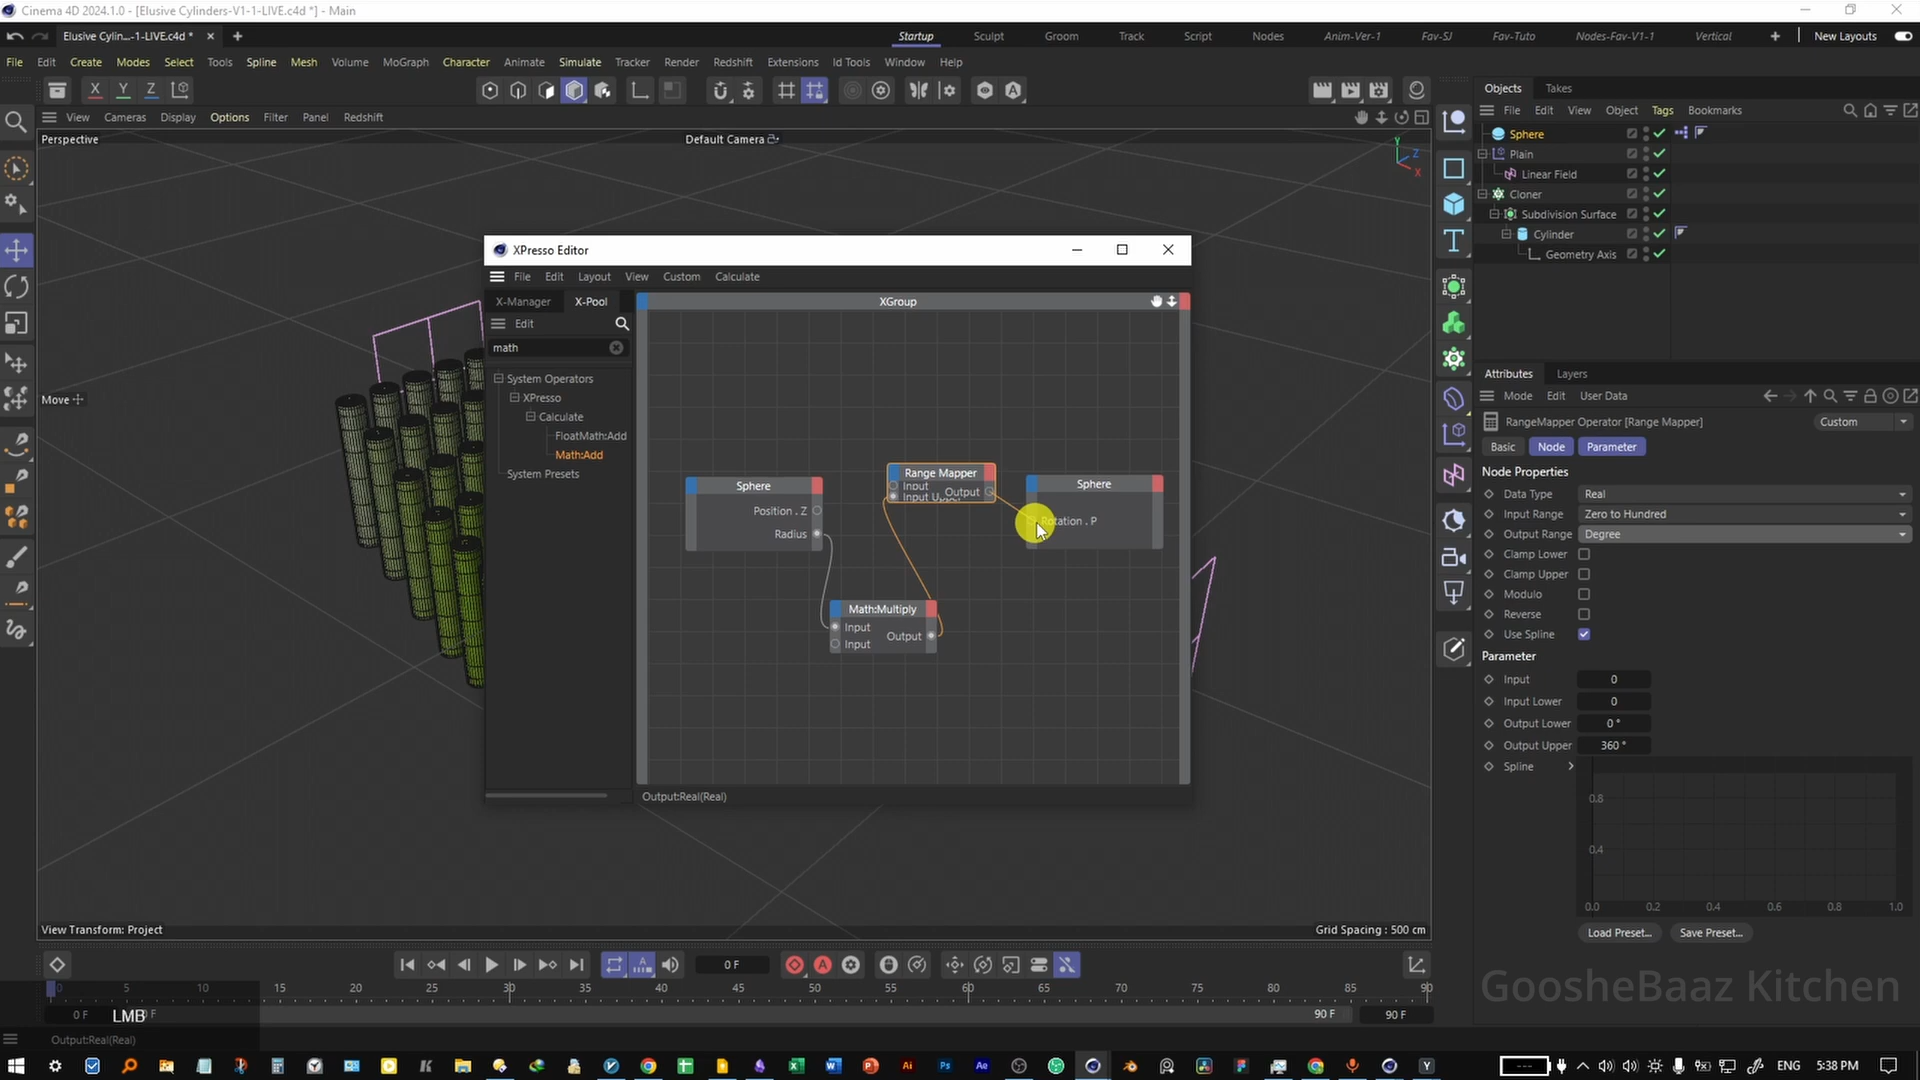 Cinema 4D 2024.1.0 - [Elusive Cylinders-V1-1-LIVE.c4d *] - Main
Elusive Cylin...-1-LIVE.c4d *
Startup Sculpt Groom Track Script Nodes Anim-Ver-1 Fav-SJ Fav-Tuto Nodes-Fav-V1-1 Vertical New Layouts
File Edit Create Modes Select Tools Spline Mesh Volume MoGraph Character Animate Simulate Tracker Render Redshift Extensions Id Tools Window Help
X Y Z
View Cameras Display Options Filter Panel Redshift
Perspective
Default Camera
Y
Z
X
Move
XPresso Editor
File Edit Layout View Custom Calculate
X-Manager X-Pool
Edit
math
System Operators
XPresso
Calculate
FloatMath:Add
Math:Add
System Presets
XGroup
Sphere
Position . Z
Radius
Range Mapper
Input
Output
Sphere
Rotation . P
Math:Multiply
Input
Output
Input
Output:Real(Real)
View Transform: Project
Grid Spacing : 500 cm
Objects Takes
File Edit View Object Tags Bookmarks
Sphere
Plain
Linear Field
Cloner
Subdivision Surface
Cylinder
Geometry Axis
Attributes Layers
Mode Edit User Data
RangeMapper Operator [Range Mapper]
Custom
Basic Node Parameter
Node Properties
Data Type Real
Input Range Zero to Hundred
Output Range Degree
Clamp Lower
Clamp Upper
Modulo
Reverse
Use Spline
Parameter
Input 0
Input Lower 0
Output Lower 0 °
Output Upper 360 °
Spline
0.8
0.4
0.0 0.2 0.4 0.6 0.8 1.0
Load Preset... Save Preset...
0 F
0 5 10 15 20 25 30 35 40 45 50 55 60 65 70 75 80 85 90
0 F
LMB
90 F
90 F
GoosheBaaz Kitchen
Output:Real(Real)
ENG 5:38 PM